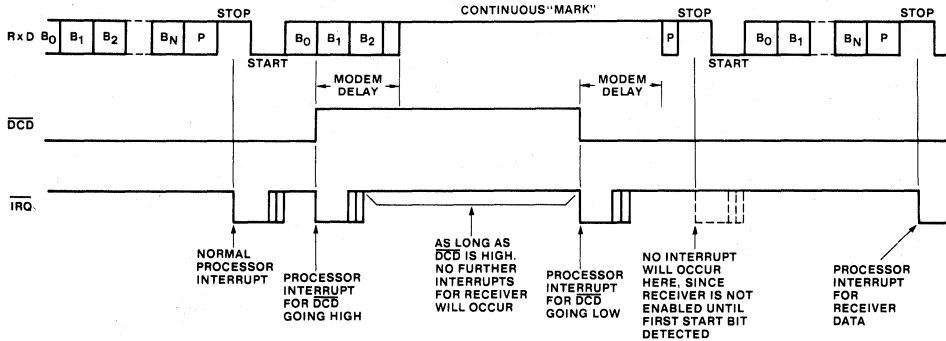 CONTINUOUS "MARK"
STOP STOP STOP
RxD B0 B1 B2 BN P B0 B1 B2 P B0 B1 BN P
START START
MODEM DELAY
MODEM DELAY
DCD
IRQ
NORMAL
PROCESSOR
INTERRUPT
PROCESSOR
INTERRUPT
FOR DCD
GOING HIGH
AS LONG AS
DCD IS HIGH.
NO FURTHER
INTERRUPTS
FOR RECEIVER
WILL OCCUR
PROCESSOR
INTERRUPT
FOR DCD
GOING LOW
NO INTERRUPT
WILL OCCUR
HERE, SINCE
RECEIVER IS NOT
ENABLED UNTIL
FIRST START BIT
DETECTED
PROCESSOR
INTERRUPT
FOR
RECEIVER
DATA